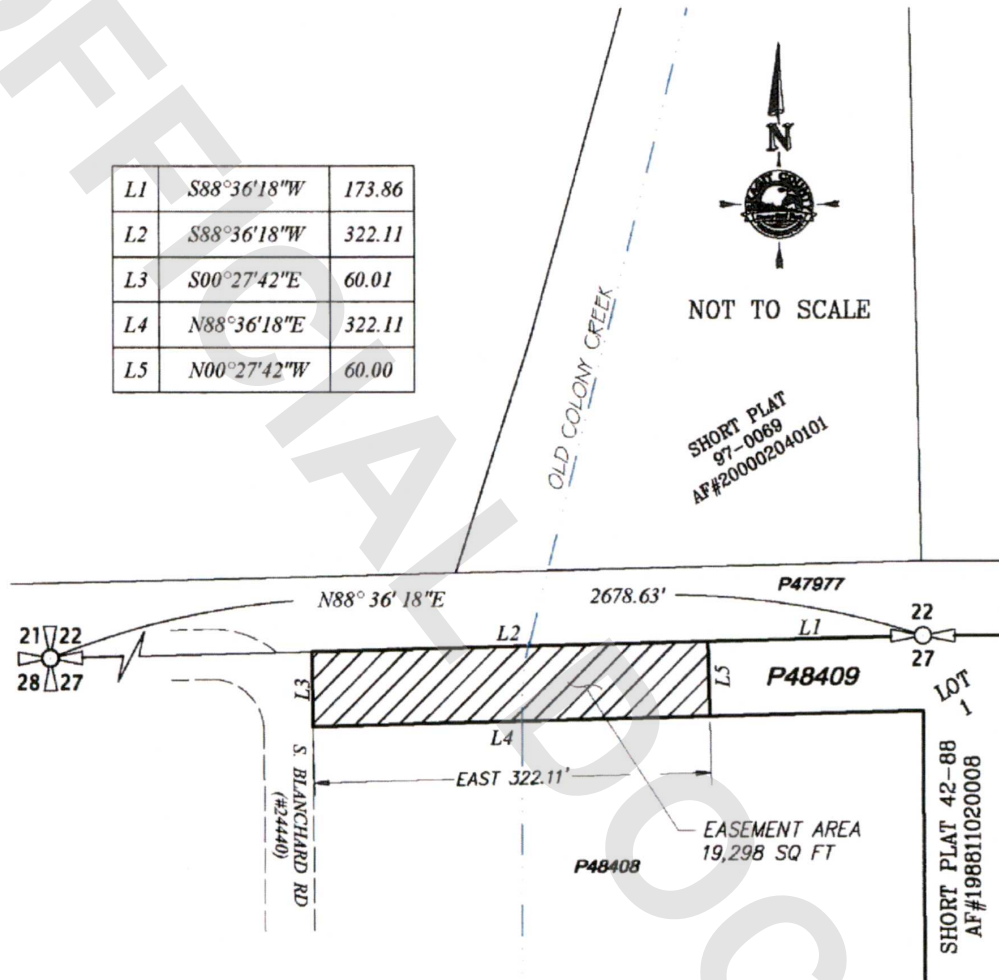 N
L1 S88°36'18"W 173.86
L2 S88°36'18"W 322.11
L3 S00°27'42"E 60.01
L4 N88°36'18"E 322.11
L5 N00°27'42"W 60.00
NOT TO SCALE
OLD COLONY CREEK
SHORT PLAT
97-0069
AF#200002040101
P47977
N88° 36' 18"E 2678.63'
21 22
28 27
22
27
L2
L1
L3
L5
P48409
LOT
1
L4
EAST 322.11'
S. BLANCHARD RD
(#24440)
EASEMENT AREA
19,298 SQ FT
P48408
SHORT PLAT 42-88
AF#198811020008
OFFICIAL DOC